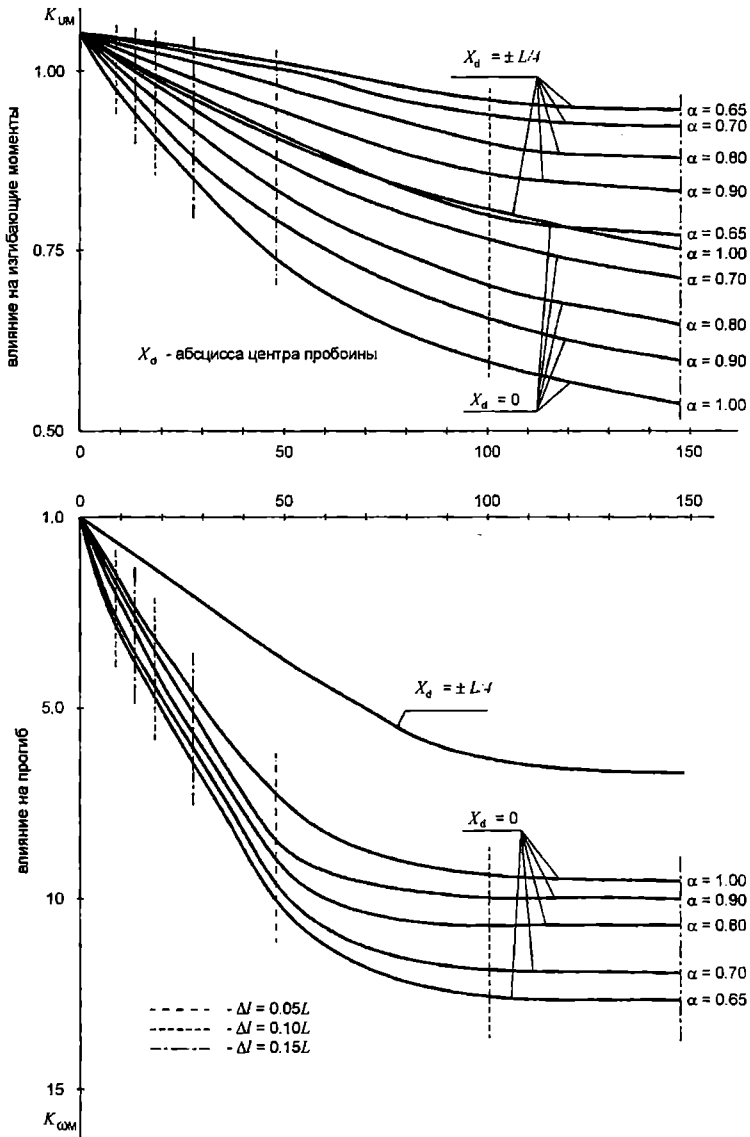 K_UM
влияние на изгибающие моменты
1.00
0.75
0.50
X_d = ± L/4
α = 0.65
α = 0.70
α = 0.80
α = 0.90
α = 0.65
α = 1.00
α = 0.70
α = 0.80
α = 0.90
α = 1.00
X_d - абсцисса центра пробоины
X_d = 0
0 50 100 150
0 50 100 150
1.0
5.0
10
15
влияние на прогиб
X_d = ± L/4
X_d = 0
α = 1.00
α = 0.90
α = 0.80
α = 0.70
α = 0.65
- Δl = 0.05L
- Δl = 0.10L
- Δl = 0.15L
K_ωM